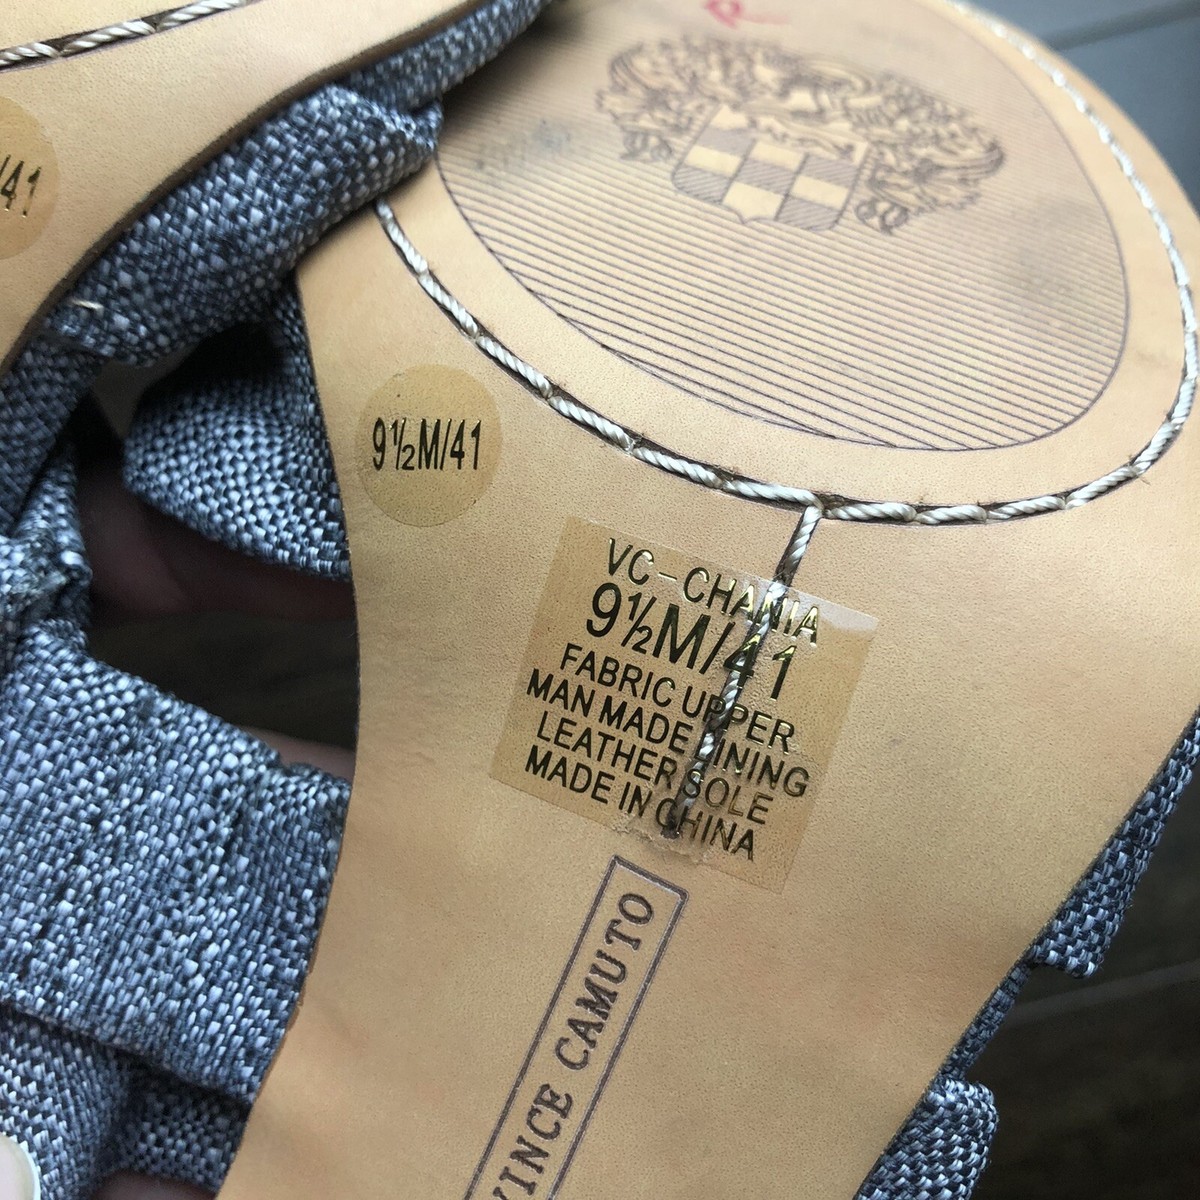 R
/41
9½M/41
VC-CHANIA
9½M/41
FABRIC UPPER
MAN MADE LINING
LEATHER SOLE
MADE IN CHINA
VINCE CAMUTO